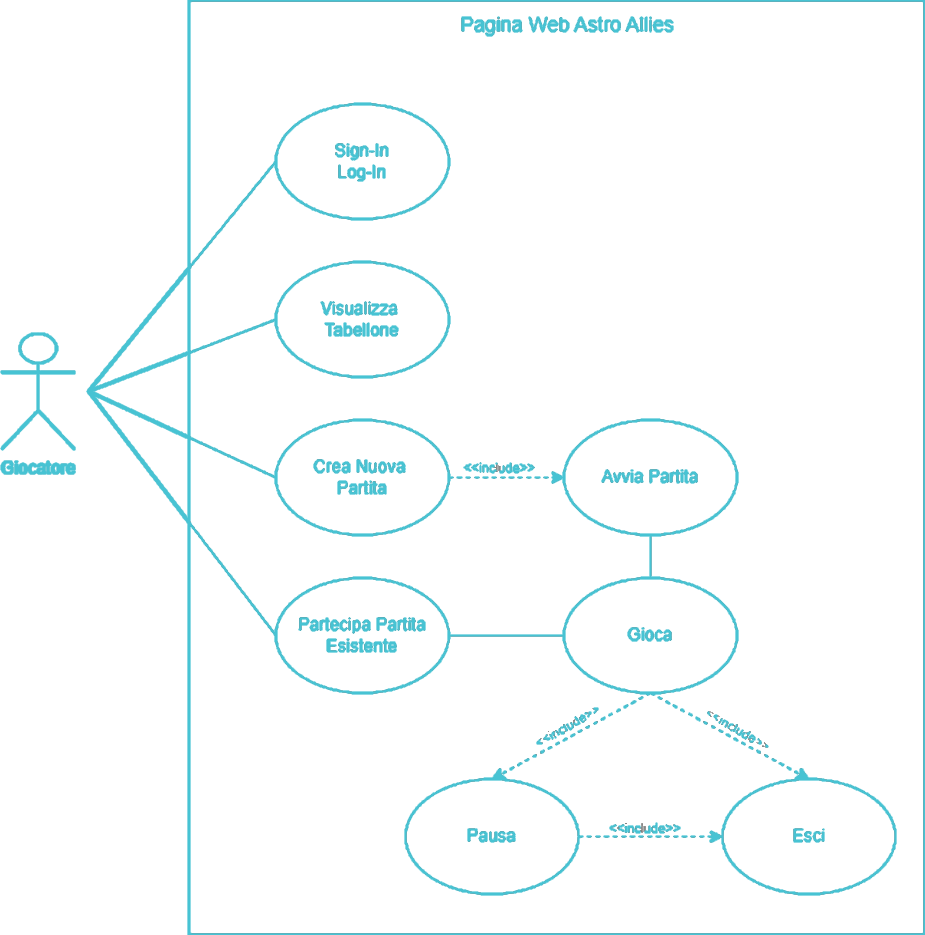 Pagina Web Astro Allies
Sign-In
Log-In
Visualizza
Tabellone
Giocatore
Crea Nuova
Partita
<<include>>
Avvia Partita
Partecipa Partita
Esistente
Gioca
<<include>>
<<include>>
Pausa
<<include>>
Esci